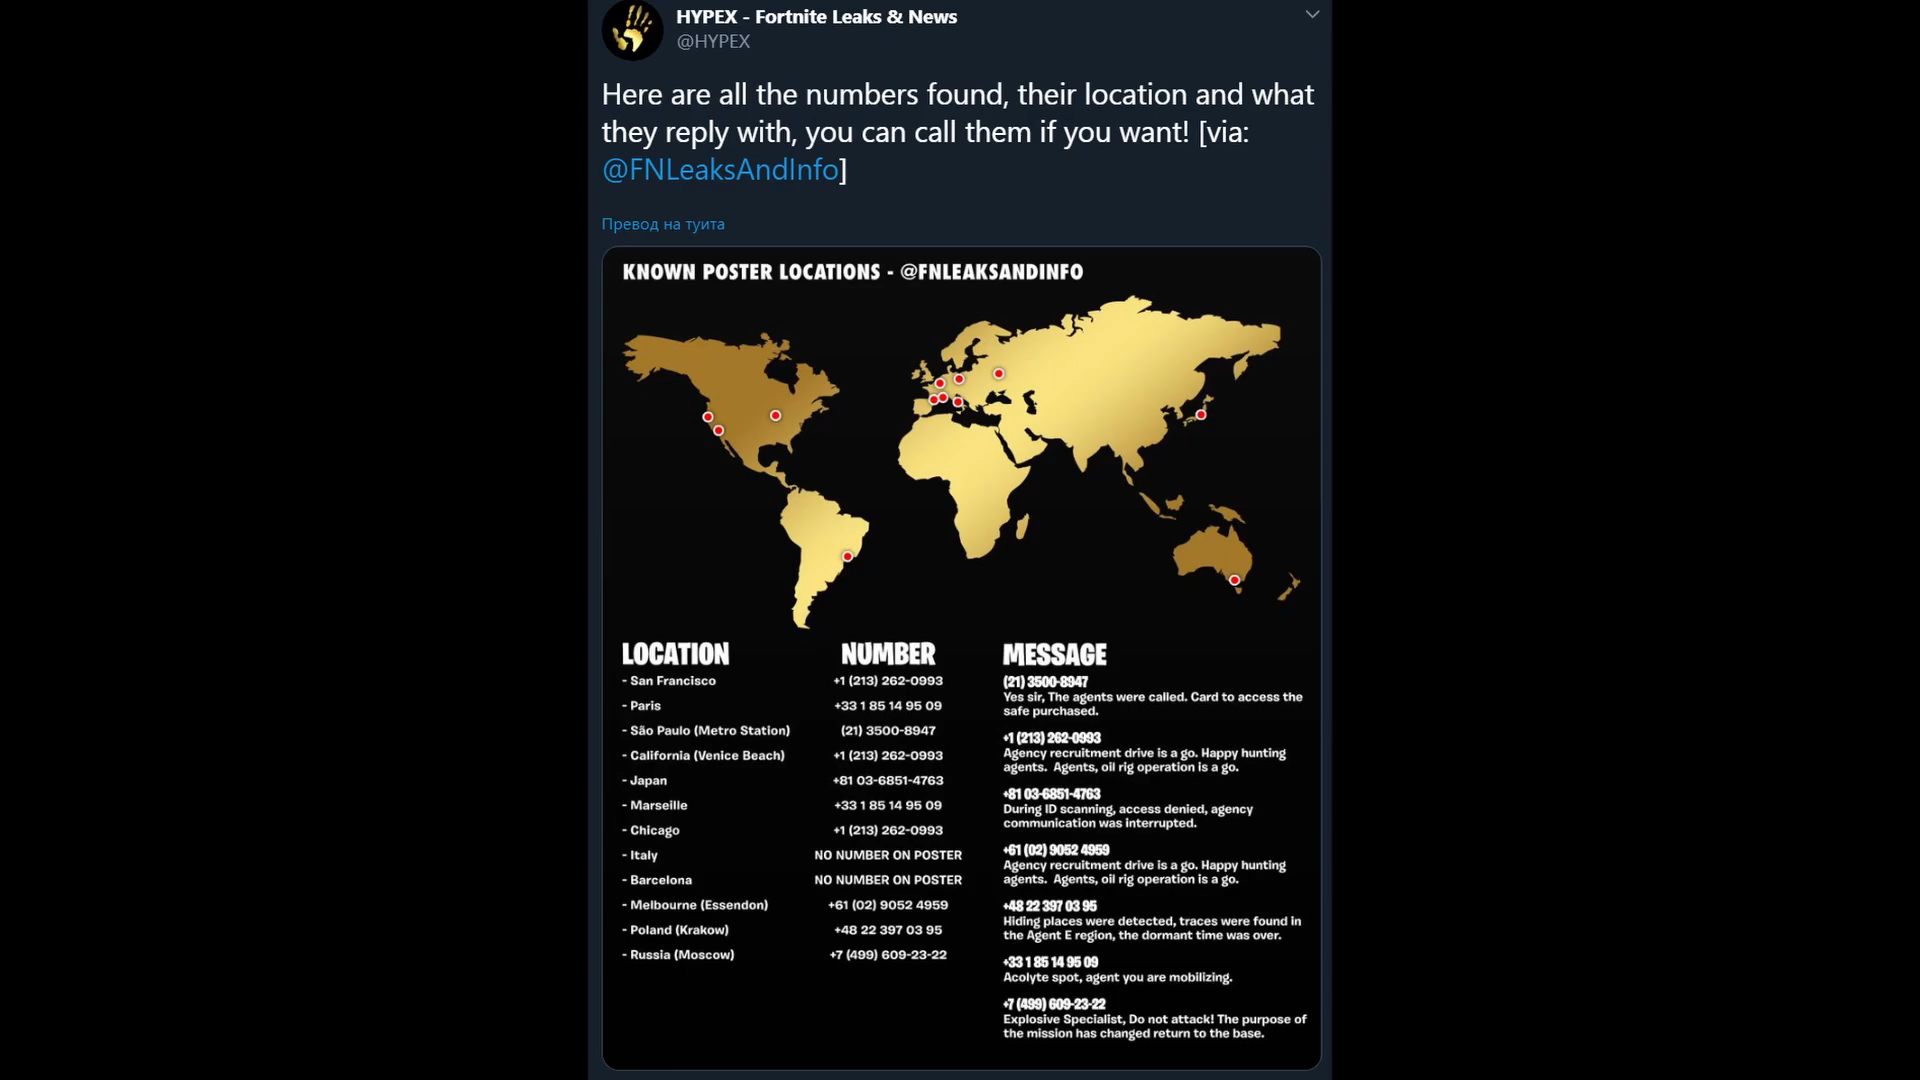 HYPEX - Fortnite Leaks & News
@HYPEX
Here are all the numbers found, their location and what
they reply with, you can call them if you want! [via:
@FNLeaksAndInfo]
Превод на туита
KNOWN POSTER LOCATIONS - @FNLEAKSANDINFO
LOCATION
- San Francisco
- Paris
- São Paulo (Metro Station)
- California (Venice Beach)
- Japan
- Marseille
- Chicago
- Italy
- Barcelona
- Melbourne (Essendon)
- Poland (Krakow)
- Russia (Moscow)
NUMBER
+1 (213) 262-0993
+33 1 85 14 95 09
(21) 3500-8947
+1 (213) 262-0993
+81 03-6851-4763
+33 1 85 14 95 09
+1 (213) 262-0993
NO NUMBER ON POSTER
NO NUMBER ON POSTER
+61 (02) 9052 4959
+48 22 397 03 95
+7 (499) 609-23-22
MESSAGE
(21) 3500-8947
Yes sir, The agents were called. Card to access the
safe purchased.
+1 (213) 262-0993
Agency recruitment drive is a go. Happy hunting
agents. Agents, oil rig operation is a go.
+81 03-6851-4763
During ID scanning, access denied, agency
communication was interrupted.
+61 (02) 9052 4959
Agency recruitment drive is a go. Happy hunting
agents. Agents, oil rig operation is a go.
+48 22 397 03 95
Hiding places were detected, traces were found in
the Agent E region, the dormant time was over.
+33 1 85 14 95 09
Acolyte spot, agent you are mobilizing.
+7 (499) 609-23-22
Explosive Specialist, Do not attack! The purpose of
the mission has changed return to the base.